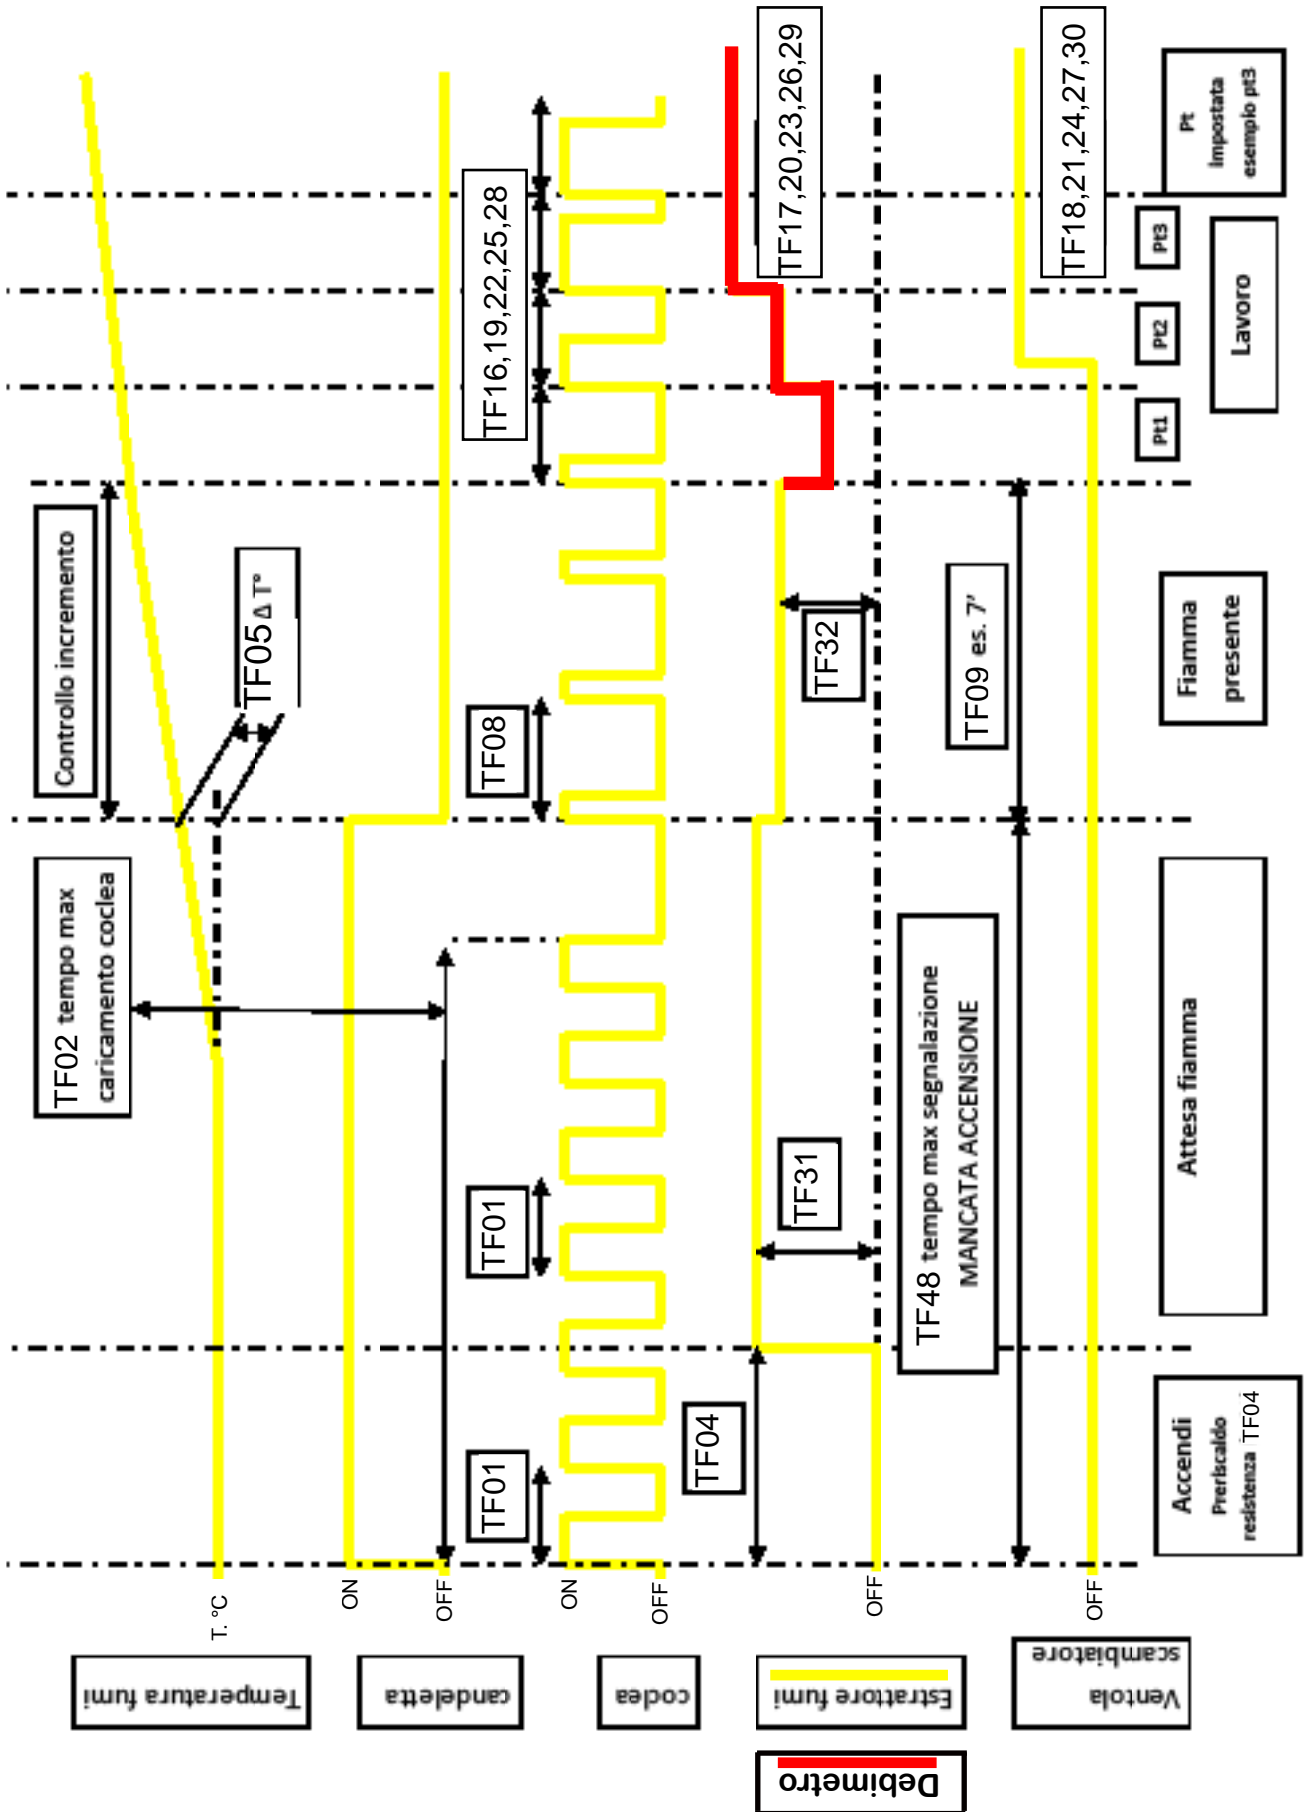 Controllo incremento
TF02 tempo max
caricamento coclea
TF05 Δ T°
Temperatura fumi
T. °C
candeletta
ON
OFF
TF01
TF01
TF08
TF16,19,22,25,28
coclea
ON
OFF
TF04
TF31
TF32
TF17,20,23,26,29
Estrattore fumi
Debimetro
OFF
TF48 tempo max segnalazione
MANCATA ACCENSIONE
TF09 es. 7'
TF18,21,24,27,30
Ventola
scambiatore
OFF
Accendi
Preriscaldo
resistenza TF04
Attesa fiamma
Fiamma
presente
Pt1
Pt2
Pt3
Lavoro
Pt
impostata
esempio pt3